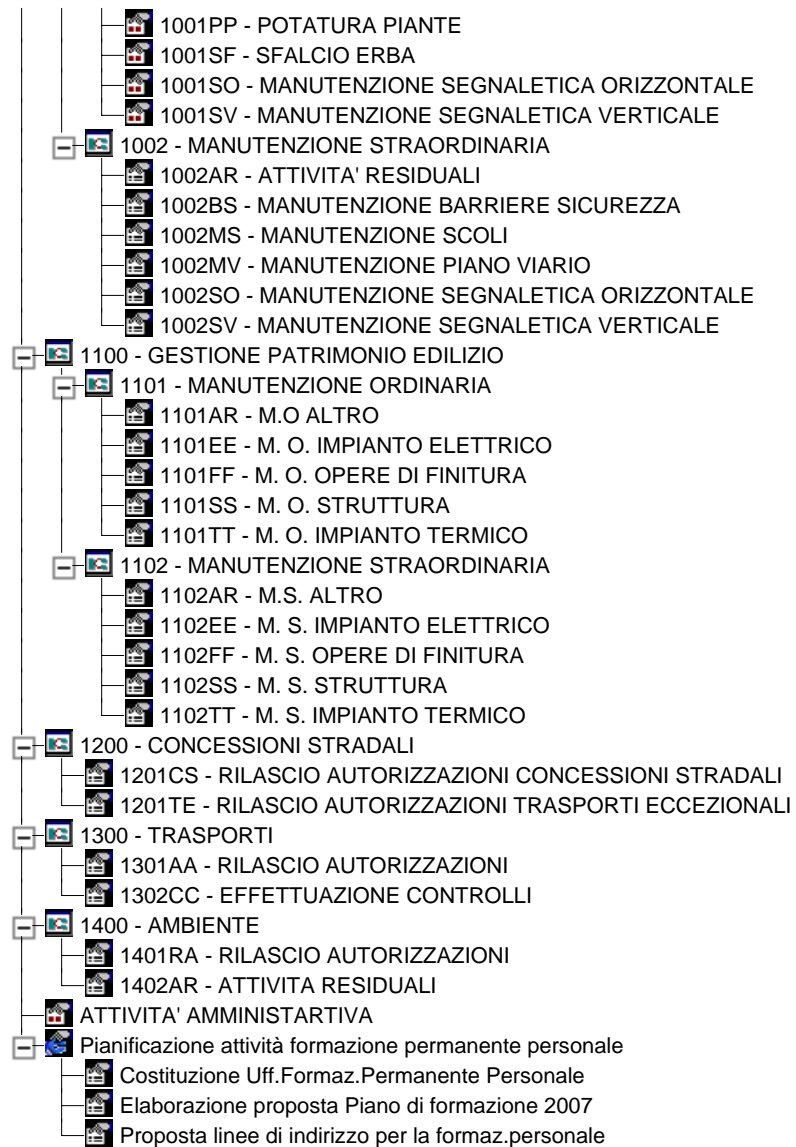 1001PP - POTATURA PIANTE
1001SF - SFALCIO ERBA
1001SO - MANUTENZIONE SEGNALETICA ORIZZONTALE
1001SV - MANUTENZIONE SEGNALETICA VERTICALE
1002 - MANUTENZIONE STRAORDINARIA
1002AR - ATTIVITA' RESIDUALI
1002BS - MANUTENZIONE BARRIERE SICUREZZA
1002MS - MANUTENZIONE SCOLI
1002MV - MANUTENZIONE PIANO VIARIO
1002SO - MANUTENZIONE SEGNALETICA ORIZZONTALE
1002SV - MANUTENZIONE SEGNALETICA VERTICALE
1100 - GESTIONE PATRIMONIO EDILIZIO
1101 - MANUTENZIONE ORDINARIA
1101AR - M.O ALTRO
1101EE - M. O. IMPIANTO ELETTRICO
1101FF - M. O. OPERE DI FINITURA
1101SS - M. O. STRUTTURA
1101TT - M. O. IMPIANTO TERMICO
1102 - MANUTENZIONE STRAORDINARIA
1102AR - M.S. ALTRO
1102EE - M. S. IMPIANTO ELETTRICO
1102FF - M. S. OPERE DI FINITURA
1102SS - M. S. STRUTTURA
1102TT - M. S. IMPIANTO TERMICO
1200 - CONCESSIONI STRADALI
1201CS - RILASCIO AUTORIZZAZIONI CONCESSIONI STRADALI
1201TE - RILASCIO AUTORIZZAZIONI TRASPORTI ECCEZIONALI
1300 - TRASPORTI
1301AA - RILASCIO AUTORIZZAZIONI
1302CC - EFFETTUAZIONE CONTROLLI
1400 - AMBIENTE
1401RA - RILASCIO AUTORIZZAZIONI
1402AR - ATTIVITA RESIDUALI
ATTIVITA' AMMINISTARTIVA
Pianificazione attività formazione permanente personale
Costituzione Uff.Formaz.Permanente Personale
Elaborazione proposta Piano di formazione 2007
Proposta linee di indirizzo per la formaz.personale